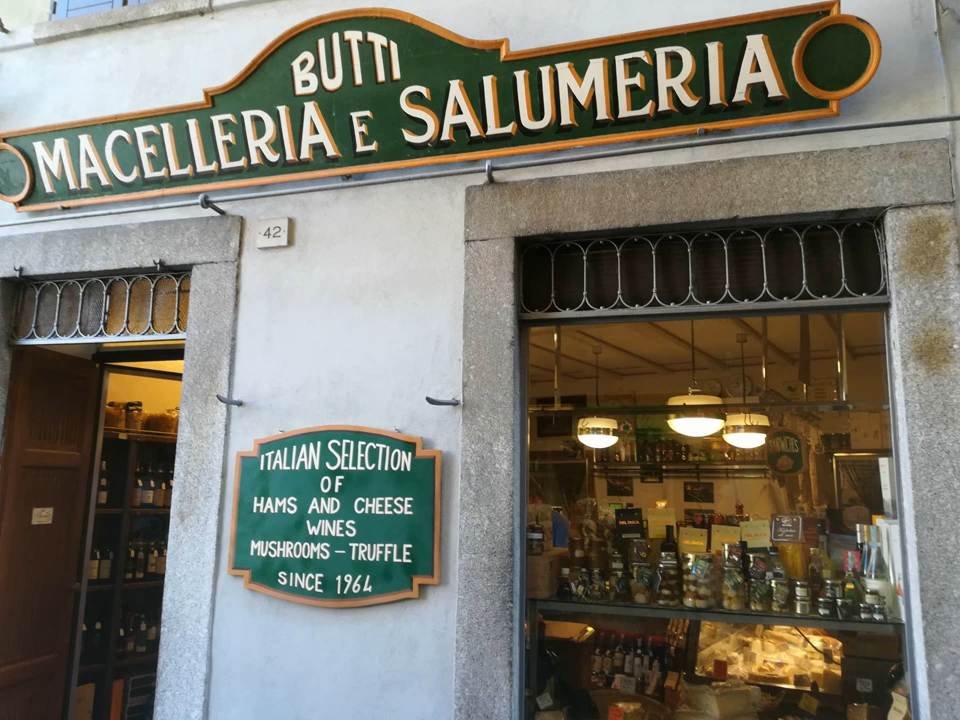 BUTTI
MACELLERIA E SALUMERIA
42
ITALIAN SELECTION
OF
HAMS AND CHEESE
WINES
MUSHROOMS - TRUFFLE
SINCE 1964